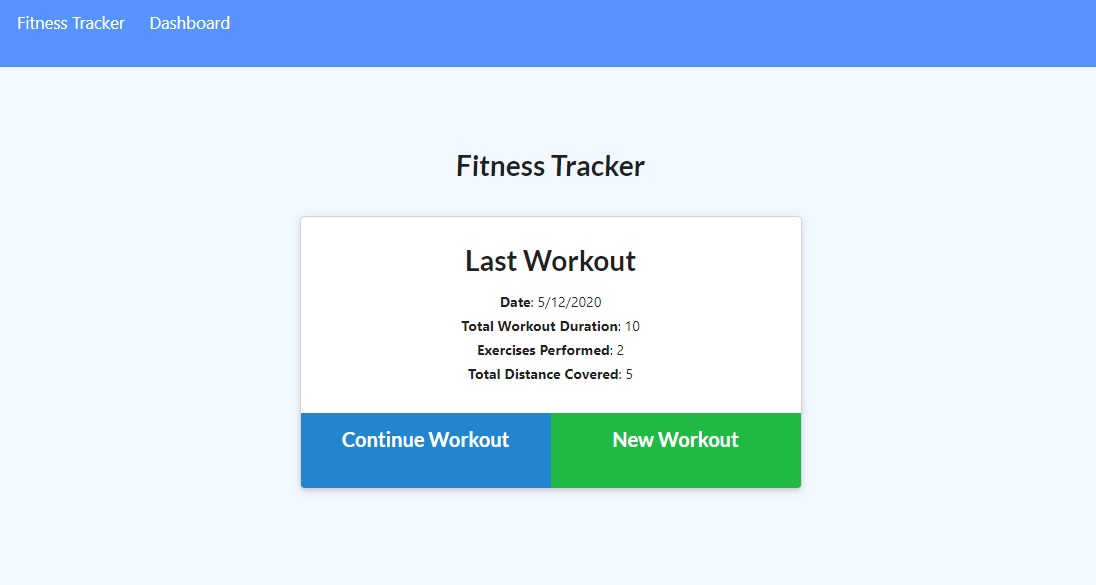 Fitness Tracker Dashboard
Fitness Tracker
Last Workout
Date: 5/12/2020
Total Workout Duration: 10
Exercises Performed: 2
Total Distance Covered: 5
Continue Workout New Workout